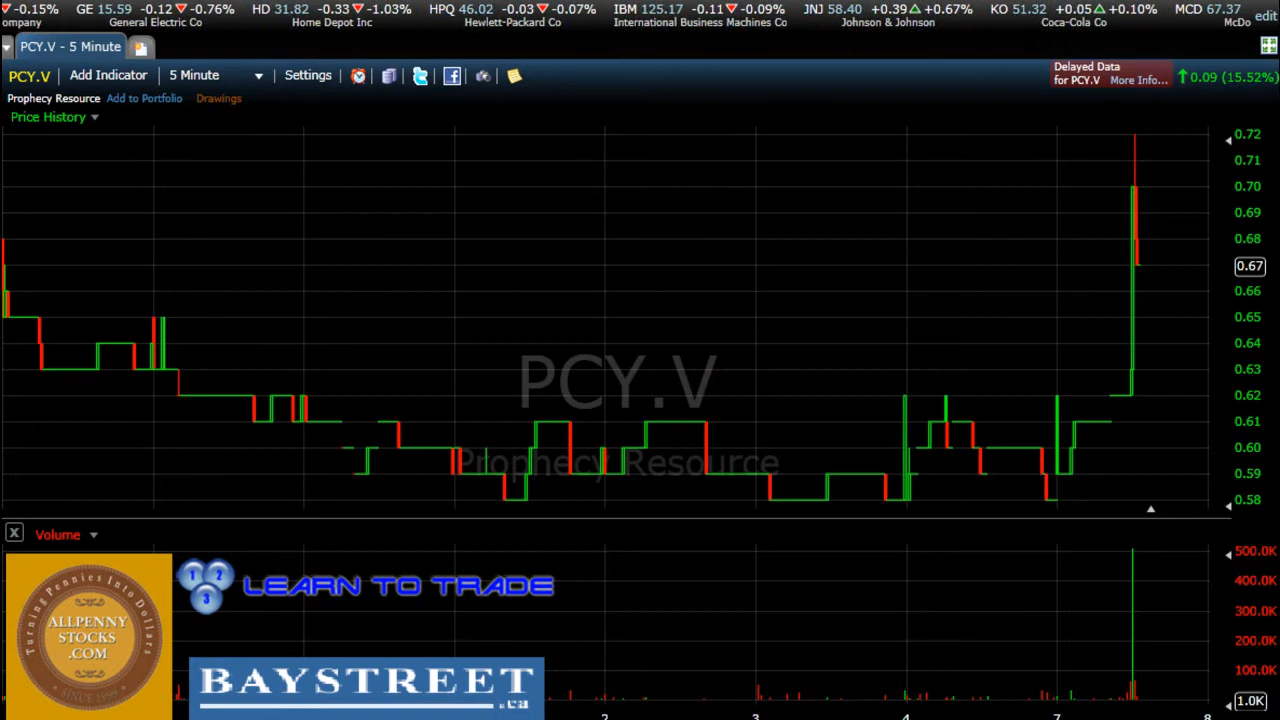 -0.15% GE 15.59 -0.12 -0.76% HD 31.82 -0.33 -1.03% HPQ 46.02 -0.03 -0.07% IBM 125.17 -0.11 -0.09% JNJ 58.40 +0.39 +0.67% KO 51.32 +0.05 +0.10% MCD 67.37
ompany General Electric Co Home Depot Inc Hewlett-Packard Co International Business Machines Co Johnson & Johnson Coca-Cola Co McDo edit
PCY.V - 5 Minute
PCY.V Add Indicator 5 Minute Settings
Delayed Data
for PCY.V More Info...
0.09 (15.52%)
Prophecy Resource Add to Portfolio Drawings
Price History
0.72
0.71
0.70
0.69
0.68
0.67
0.66
0.65
0.64
0.63
0.62
0.61
0.60
0.59
0.58
PCY.V
Prophecy Resource
X Volume
500.0K
400.0K
300.0K
200.0K
100.0K
1.0K
Turning Pennies Into Dollars
ALLPENNY
STOCKS
.COM
SINCE 1999
1 2
3
LEARN TO TRADE
BAYSTREET
.ca
2 3 4 7 8